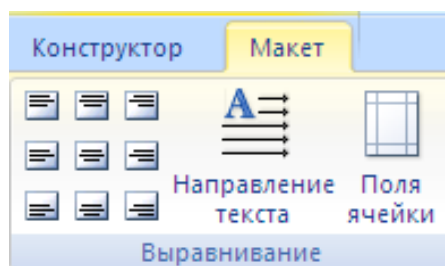 Конструктор Макет
А
Направление текста
Поля ячейки
Выравнивание